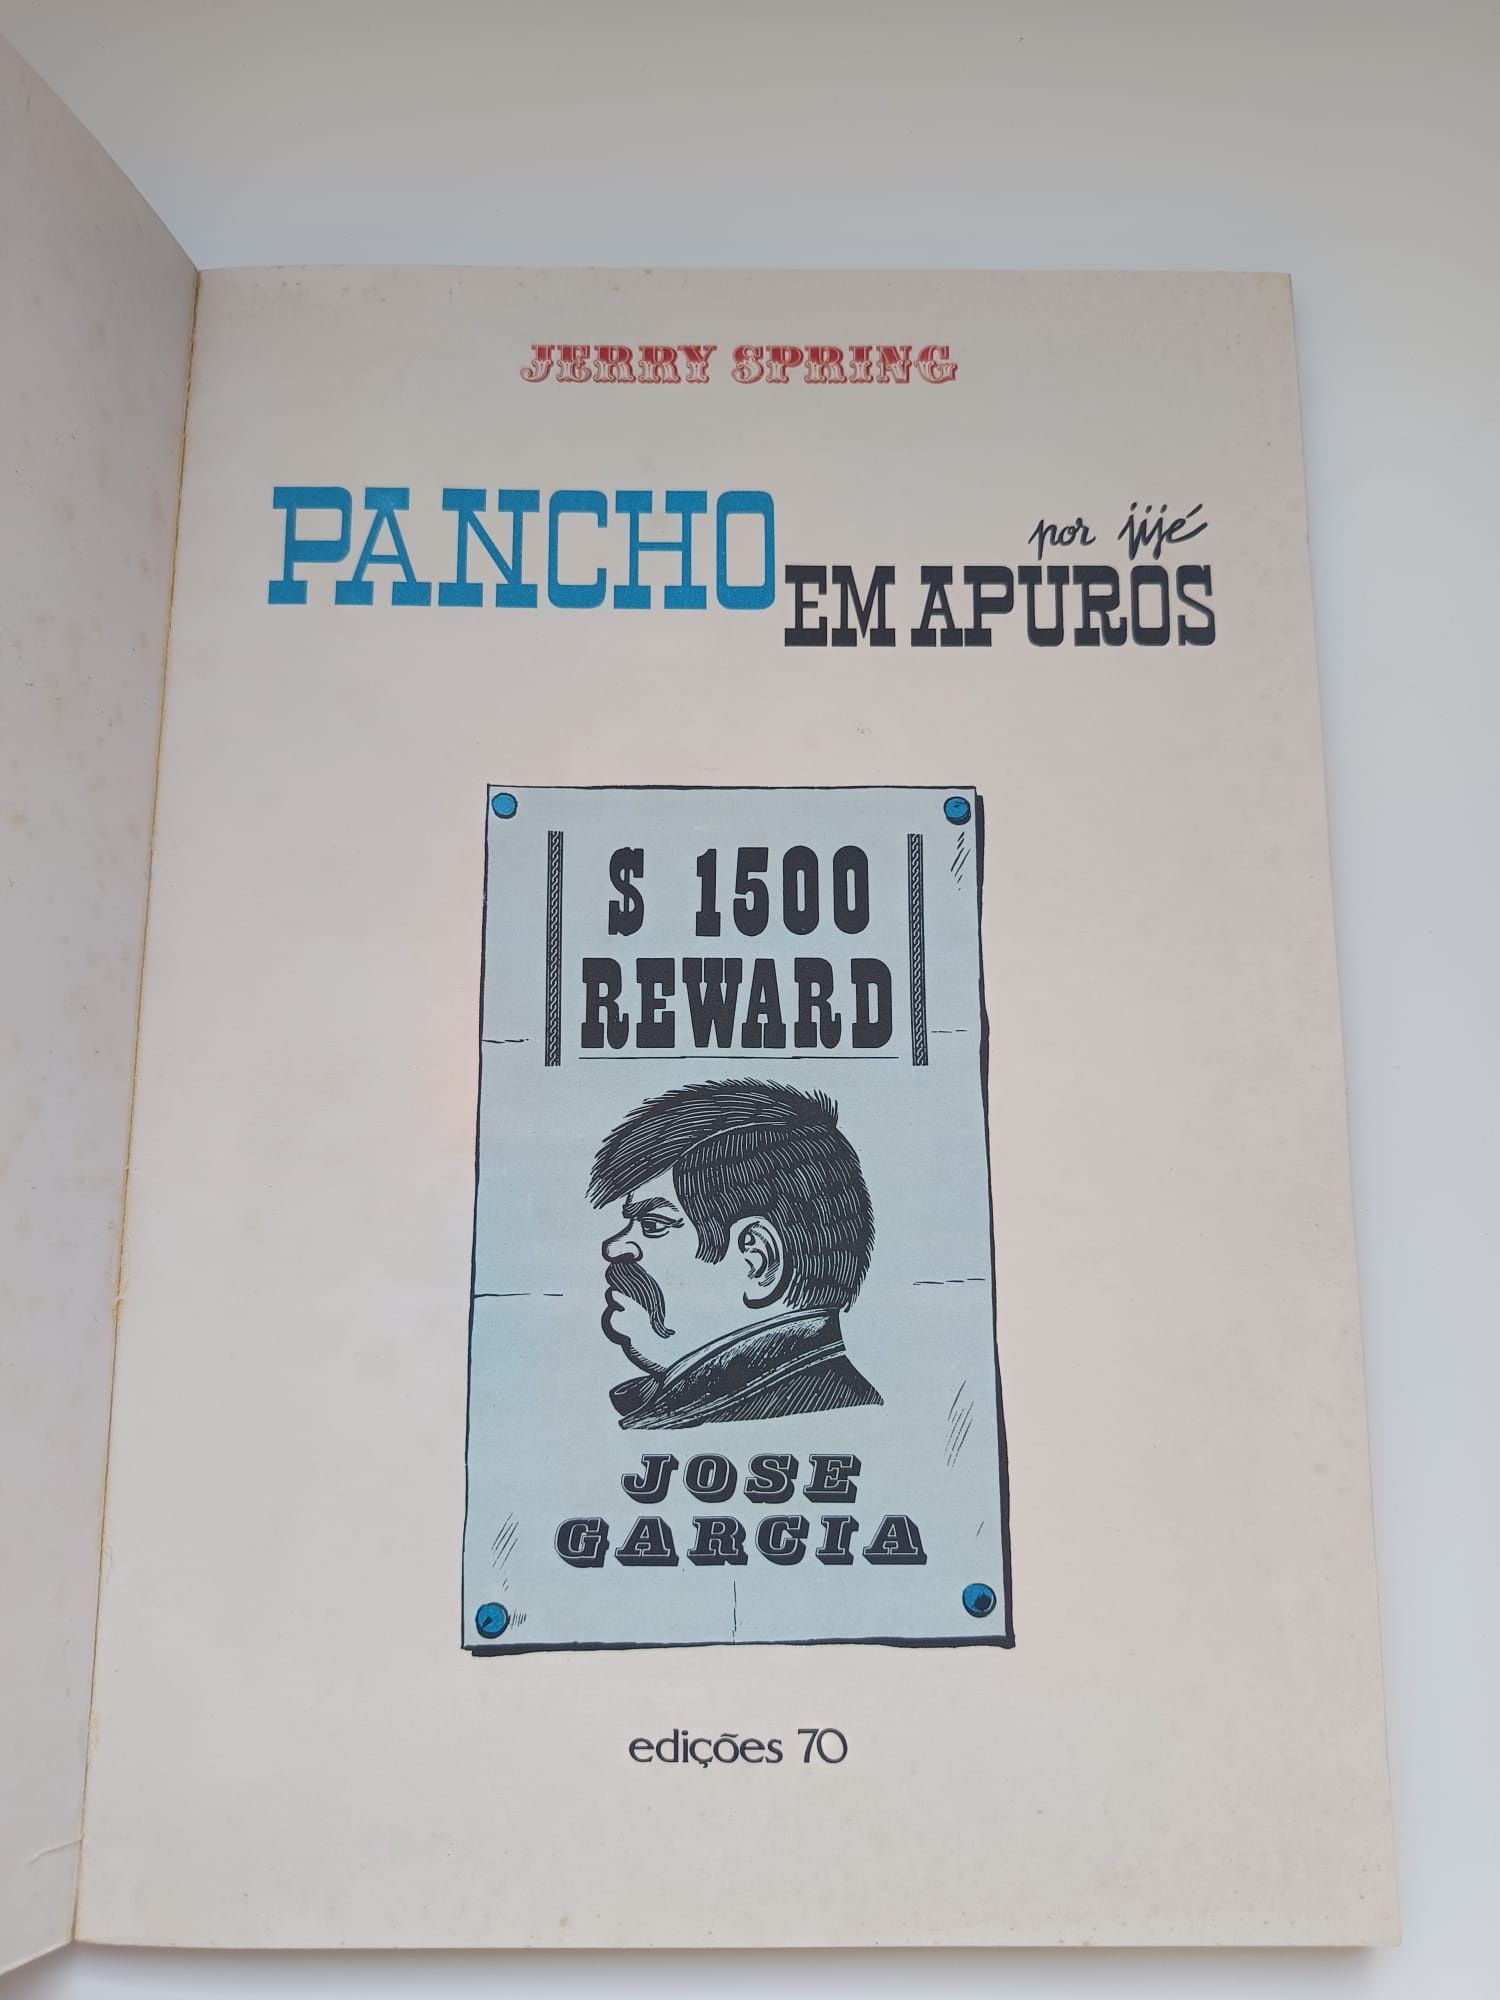 JERRY SPRING
PANCHO
por jijé
EM APUROS
$ 1500
REWARD
JOSE
GARCIA
edições 70